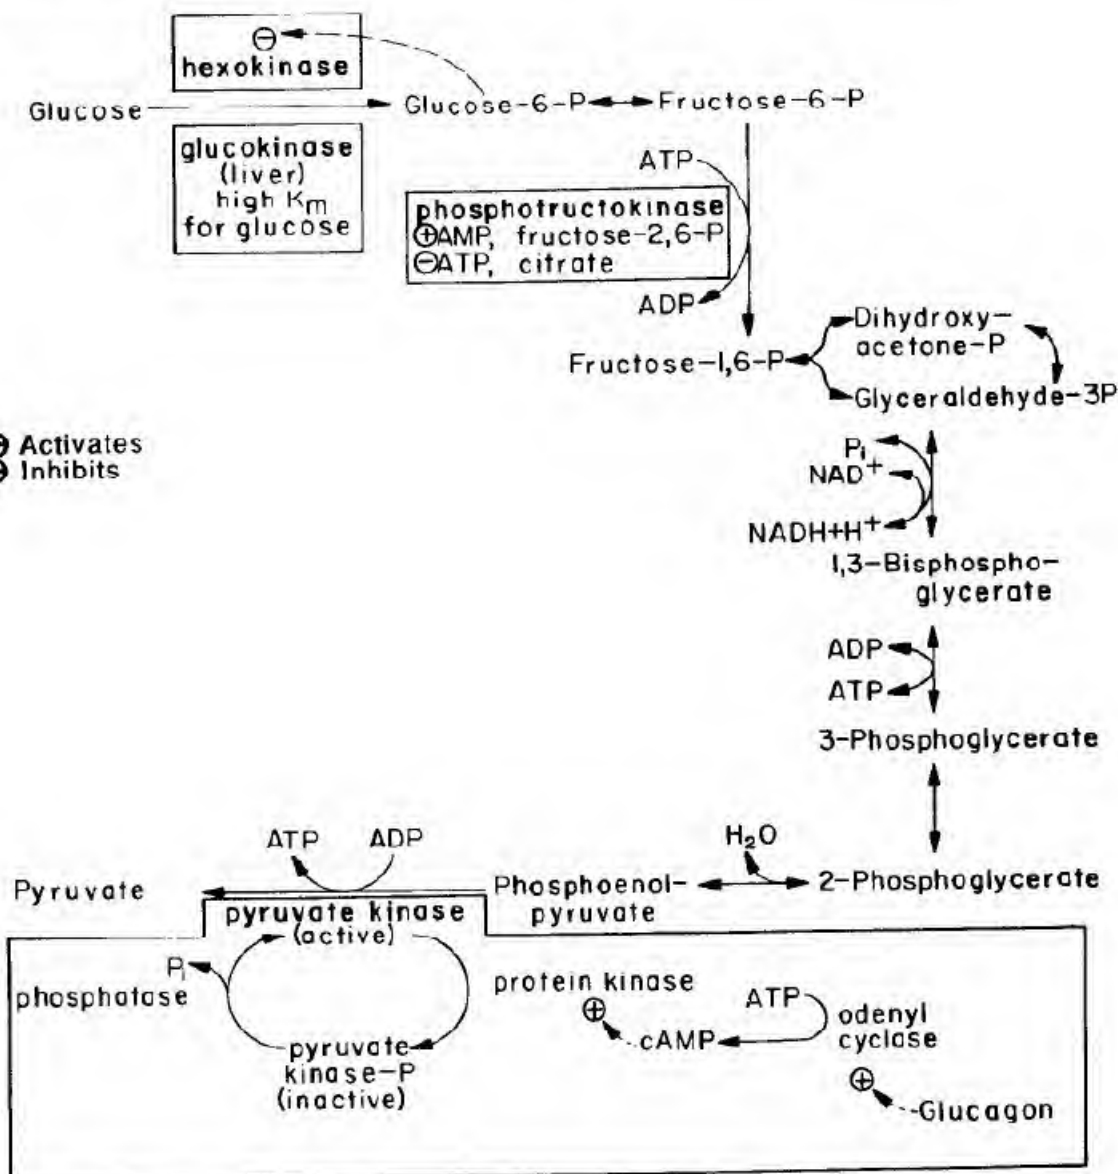 ⊖
hexokinase
Glucose
Glucose-6-P
Fructose-6-P
glucokinase
(liver)
high Km
for glucose
ATP
phosphotructokinase
⊕AMP, fructose-2,6-P
⊖ATP, citrate
ADP
Fructose-1,6-P
Dihydroxy-
acetone-P
Glyceraldehyde-3P
Activates
Inhibits
Pi
NAD+
NADH+H+
1,3-Bisphospho-
glycerate
ADP
ATP
3-Phosphoglycerate
ATP
ADP
H2O
Pyruvate
Phosphoenol-
pyruvate
2-Phosphoglycerate
pyruvate kinase
(active)
Pi
phosphatase
protein kinase
⊕
cAMP
ATP
odenyl
cyclase
⊕
Glucagon
pyruvate
kinase-P
(inactive)